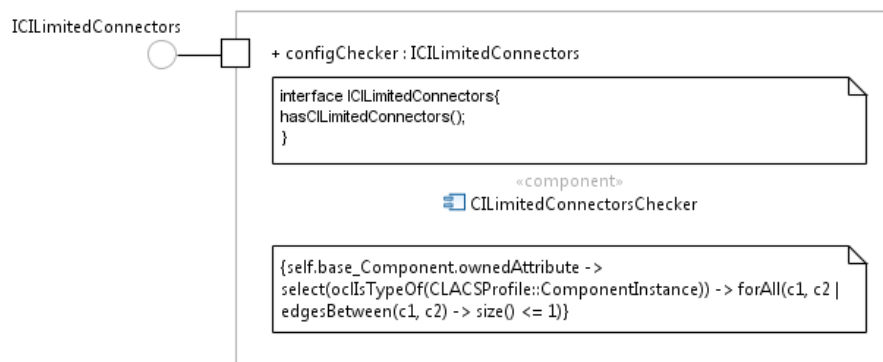 ICILimitedConnectors
+ configChecker : ICILimitedConnectors
interface ICILimitedConnectors{
hasCILimitedConnectors();
}
«component»
CILimitedConnectorsChecker
{self.base_Component.ownedAttribute ->
select(oclIsTypeOf(CLACSProfile::ComponentInstance)) -> forAll(c1, c2 |
edgesBetween(c1, c2) -> size() <= 1)}